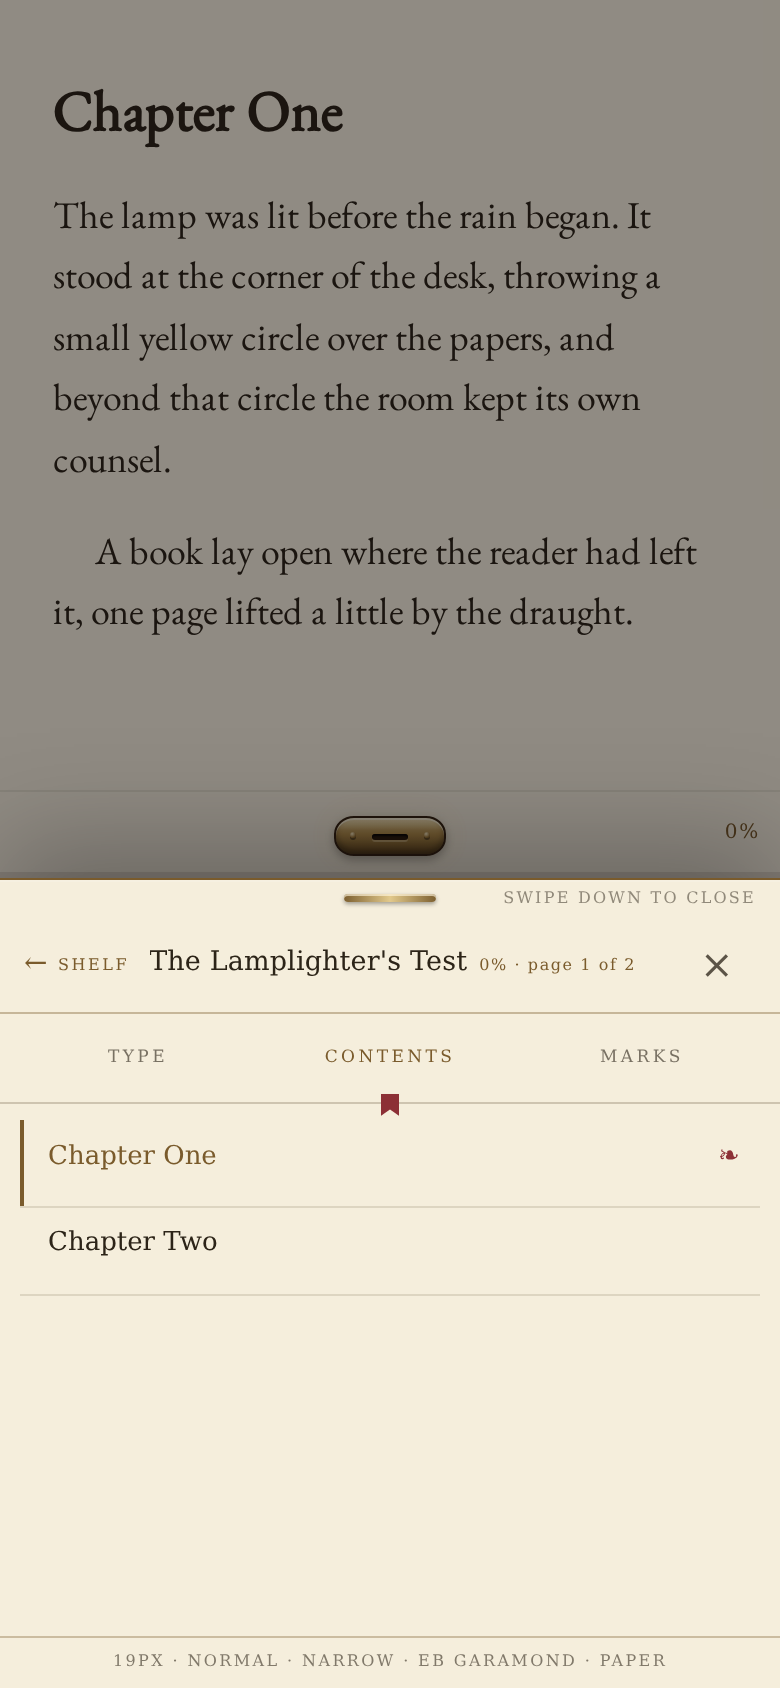 Chapter One
The lamp was lit before the rain began. It
stood at the corner of the desk, throwing a
small yellow circle over the papers, and
beyond that circle the room kept its own
counsel.
A book lay open where the reader had left
it, one page lifted a little by the draught.
0%
SWIPE DOWN TO CLOSE
← SHELF The Lamplighter's Test 0% · page 1 of 2 ×
TYPE CONTENTS MARKS
Chapter One ❧
Chapter Two
19PX · NORMAL · NARROW · EB GARAMOND · PAPER